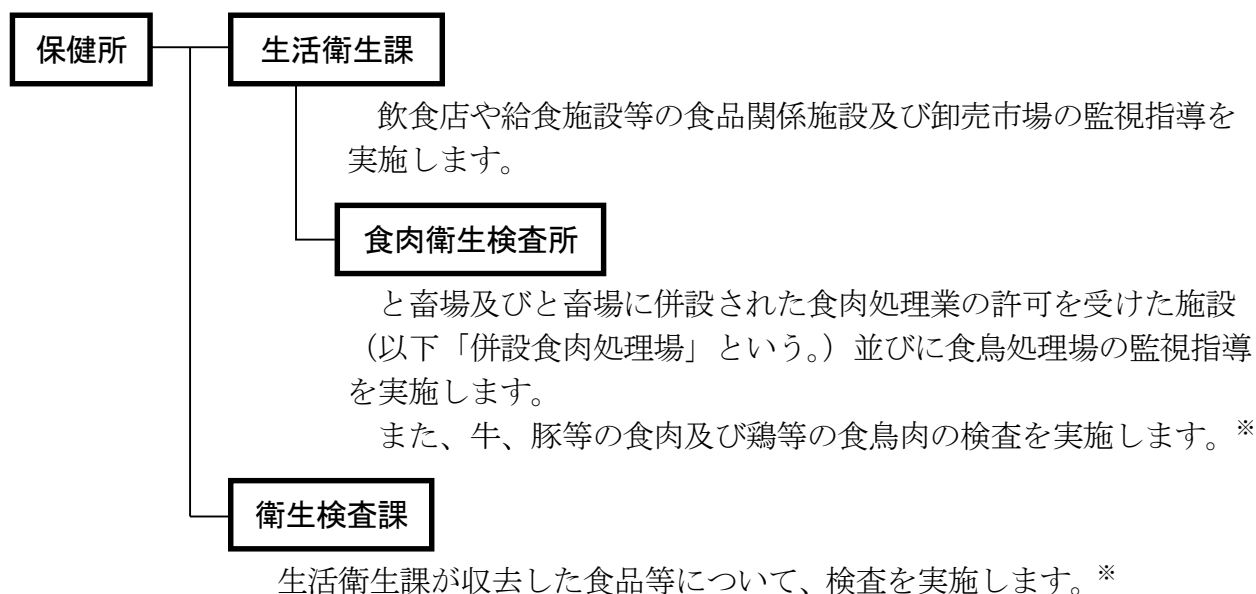 保健所
生活衛生課
飲食店や給食施設等の食品関係施設及び卸売市場の監視指導を
実施します。
食肉衛生検査所
と畜場及びと畜場に併設された食肉処理業の許可を受けた施設
（以下「併設食肉処理場」という。）並びに食鳥処理場の監視指導
を実施します。
また、牛、豚等の食肉及び鶏等の食鳥肉の検査を実施します。※
衛生検査課
生活衛生課が収去した食品等について、検査を実施します。※